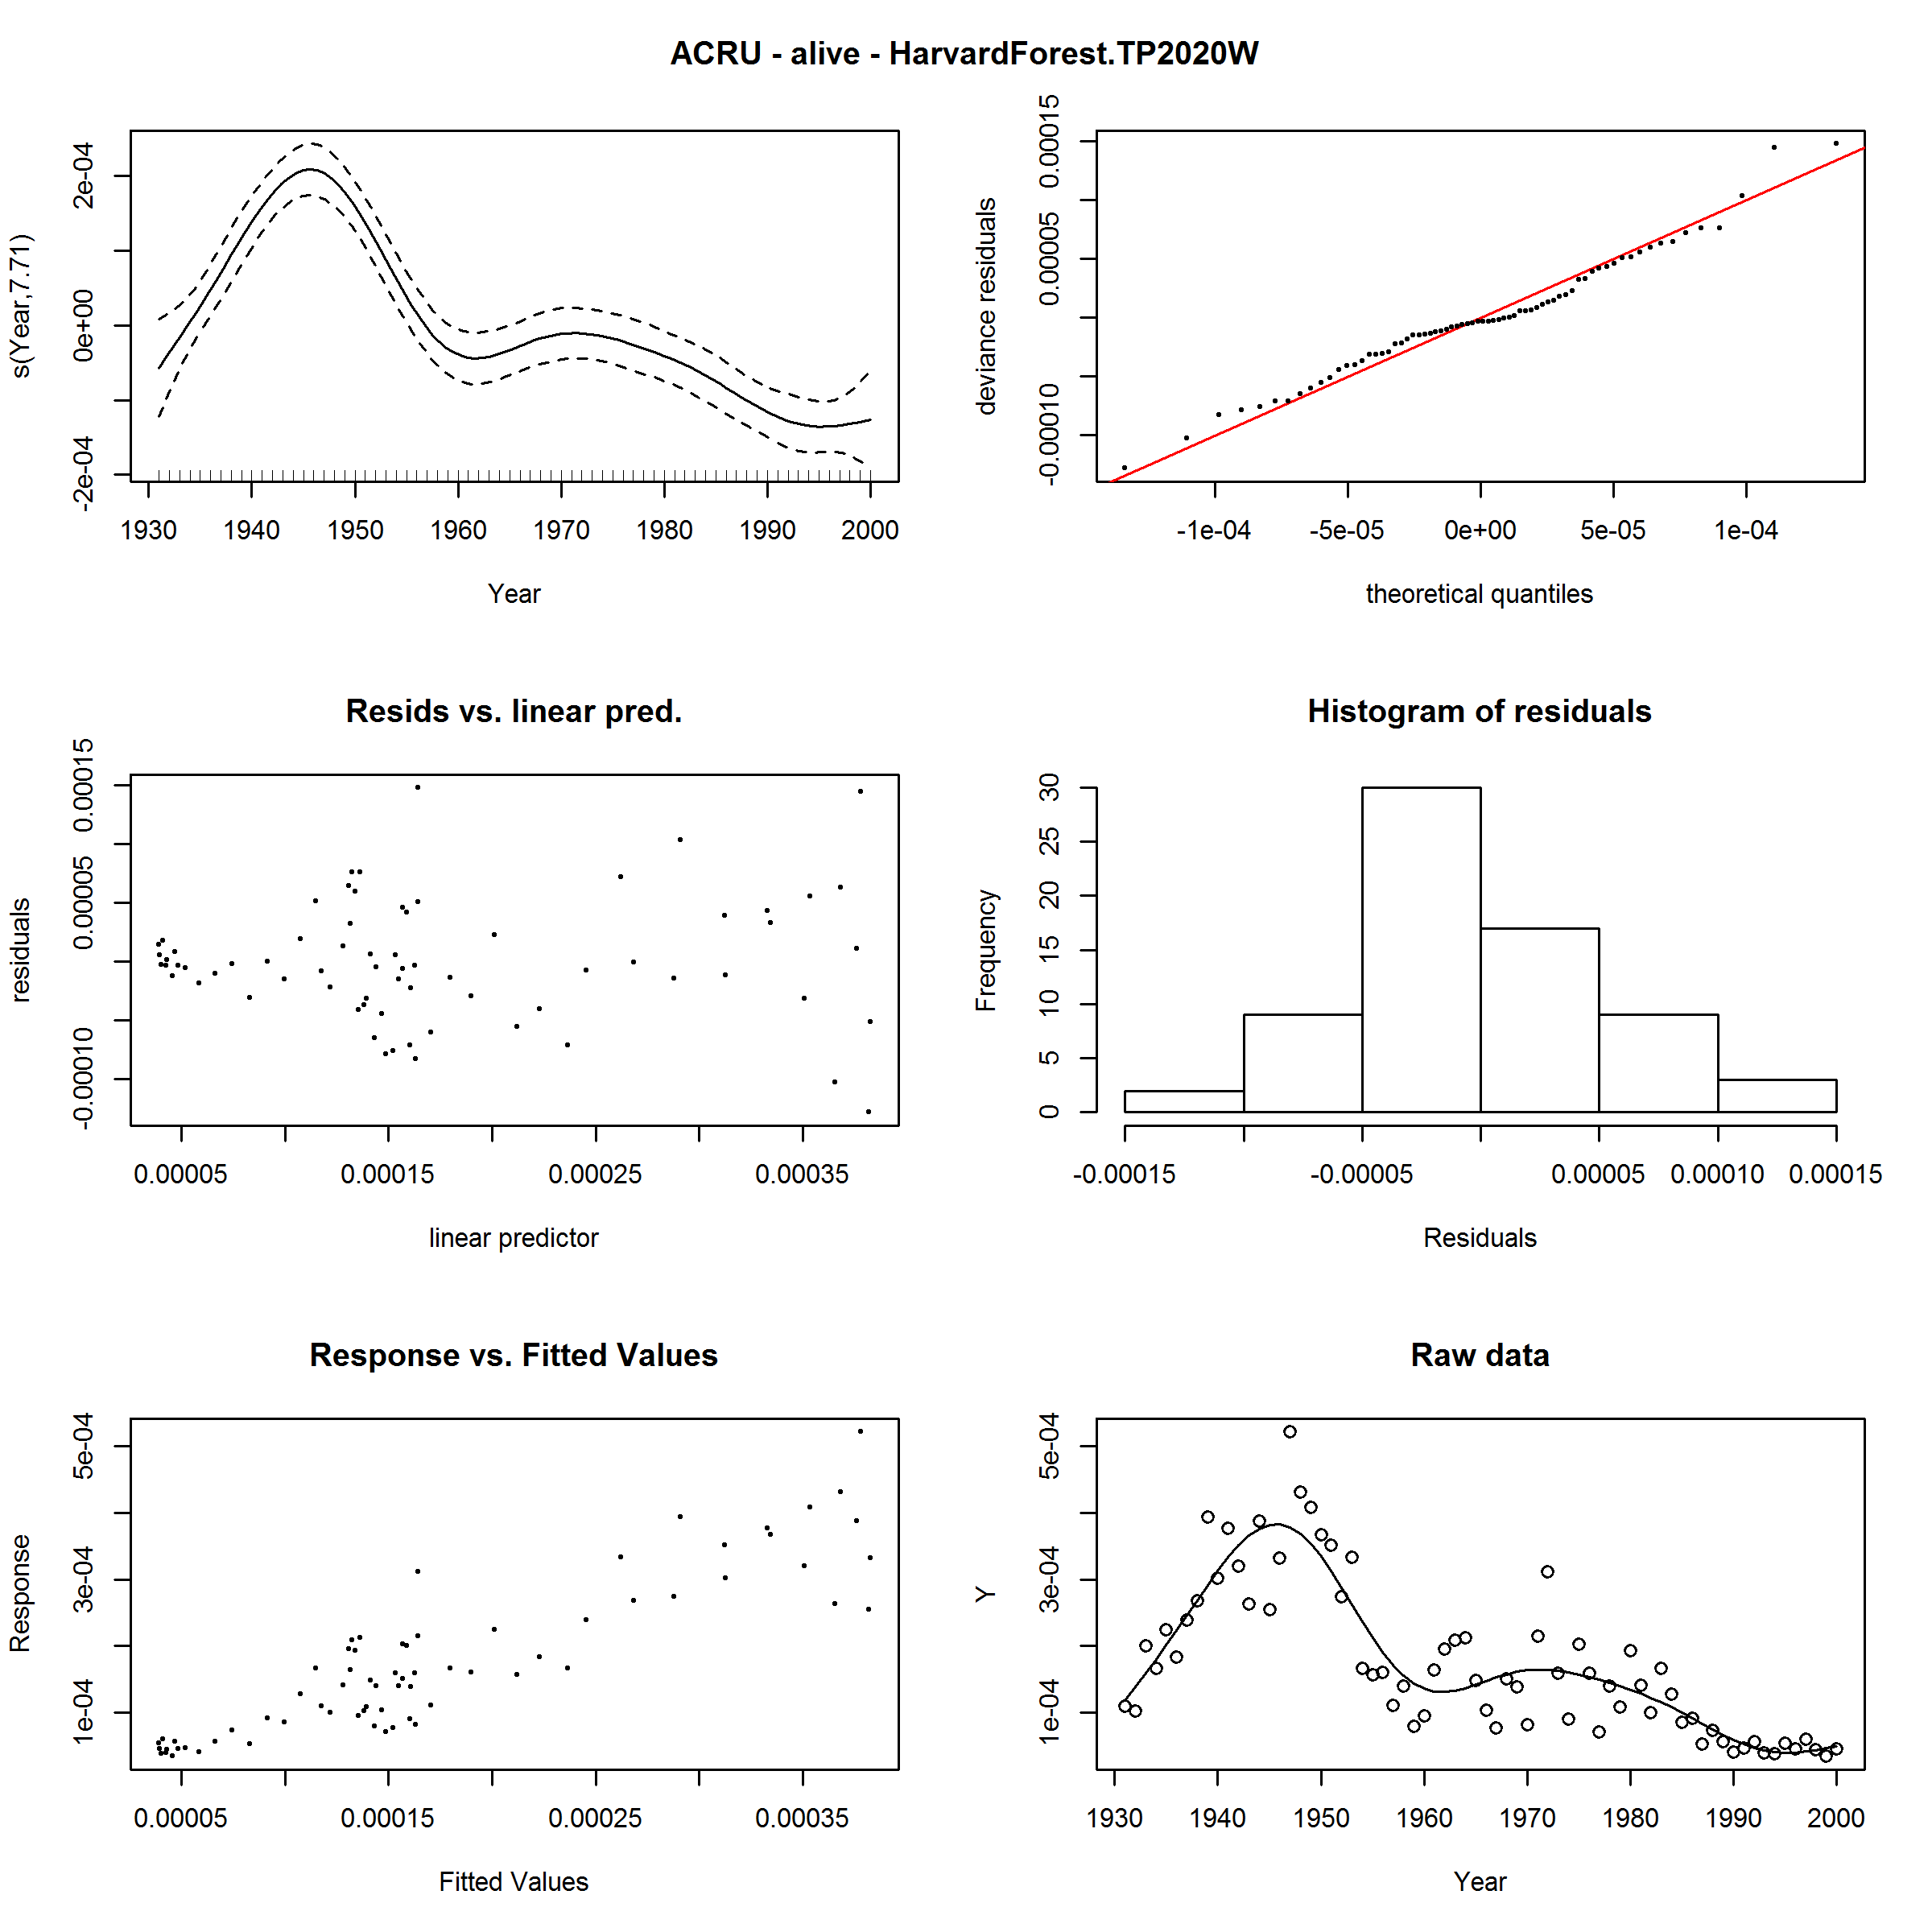 ACRU - alive - HarvardForest.TP2020W
s(Year,7.71)
2e-04
0e+00
-2e-04
1930 1940 1950 1960 1970 1980 1990 2000
Year
deviance residuals
0.00015
0.00005
-0.00010
-1e-04 -5e-05 0e+00 5e-05 1e-04
theoretical quantiles
Resids vs. linear pred.
residuals
0.00015
0.00005
-0.00010
0.00005 0.00015 0.00025 0.00035
linear predictor
Histogram of residuals
Frequency
30
25
20
15
10
5
0
-0.00015 -0.00005 0.00005 0.00010 0.00015
Residuals
Response vs. Fitted Values
Response
5e-04
3e-04
1e-04
0.00005 0.00015 0.00025 0.00035
Fitted Values
Raw data
Y
5e-04
3e-04
1e-04
1930 1940 1950 1960 1970 1980 1990 2000
Year